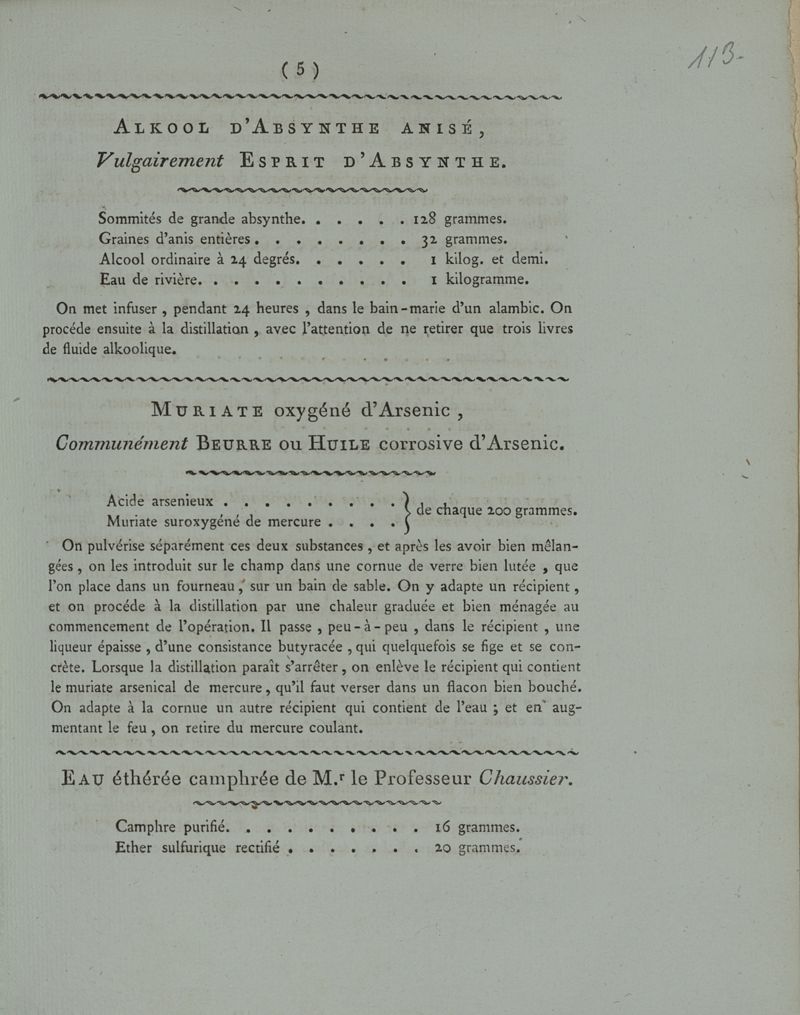 ( 5 )
113-
ALKOOL D'ABSYNTHE ANISÉ,
Vulgairement ESPRIT D'ABSYNTHE.
Sommités de grande absynthe. . . . . . 128 grammes.
Graines d'anis entières . . . . . . . . 32 grammes.
Alcool ordinaire à 24 degrés. . . . . . 1 kilog. et demi.
Eau de rivière. . . . . . . . . . . 1 kilogramme.
On met infuser , pendant 24 heures , dans le bain-marie d'un alambic. On
procéde ensuite à la distillation , avec l'attention de ne retirer que trois livres
de fluide alkoolique.
MURIATE oxygéné d'Arsenic ,
Communément BEURRE ou HUILE corrosive d'Arsenic.
Acide arsenieux . . . . . . . . . } de chaque 200 grammes.
Muriate suroxygéné de mercure . . . .
On pulvérise séparément ces deux substances , et après les avoir bien mêlan-
gées , on les introduit sur le champ dans une cornue de verre bien lutée , que
l'on place dans un fourneau , sur un bain de sable. On y adapte un récipient ,
et on procéde à la distillation par une chaleur graduée et bien ménagée au
commencement de l'opération. Il passe , peu-à-peu , dans le récipient , une
liqueur épaisse , d'une consistance butyracée , qui quelquefois se fige et se con-
crète. Lorsque la distillation paraît s'arrêter , on enlève le récipient qui contient
le muriate arsenical de mercure , qu'il faut verser dans un flacon bien bouché.
On adapte à la cornue un autre récipient qui contient de l'eau ; et en aug-
mentant le feu , on retire du mercure coulant.
EAU éthérée camphrée de M.r le Professeur Chaussier.
Camphre purifié. . . . . . . . . . 16 grammes.
Ether sulfurique rectifié . . . . . . . 20 grammes.